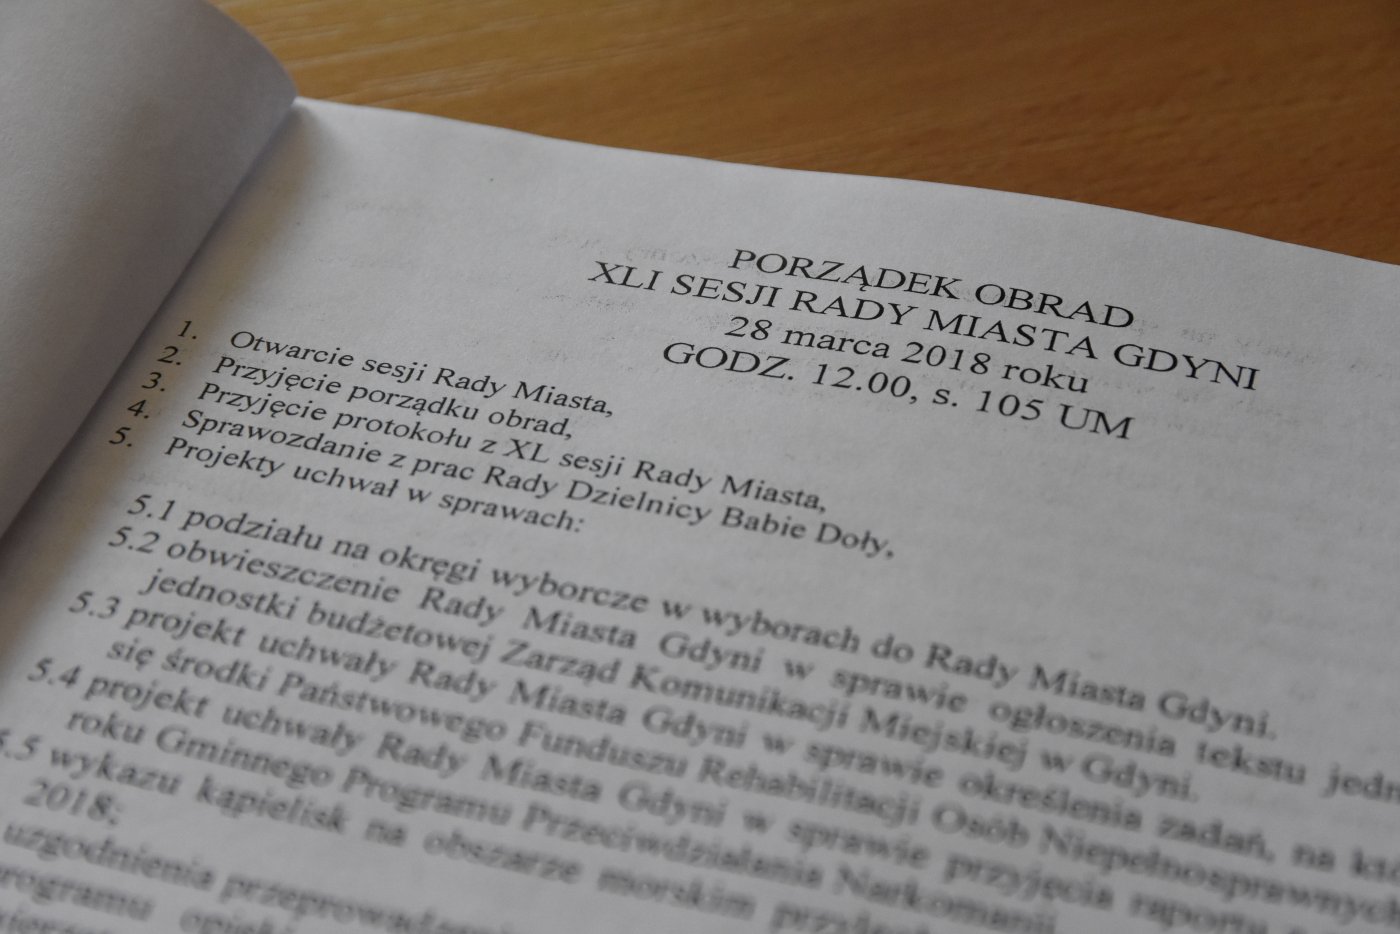 PORZĄDEK OBRAD
XLI SESJI RADY MIASTA GDYNI
28 marca 2018 roku
GODZ. 12.00, s. 105 UM
1. Otwarcie sesji Rady Miasta,
2. Przyjęcie porządku obrad,
3. Przyjęcie protokołu z XL sesji Rady Miasta,
4. Sprawozdanie z prac Rady Dzielnicy Babie Doły,
5. Projekty uchwał w sprawach:
5.1 podziału na okręgi wyborcze w wyborach do Rady Miasta Gdyni.
5.2 obwieszczenie Rady Miasta Gdyni w sprawie ogłoszenia tekstu jedn
jednostki budżetowej Zarząd Komunikacji Miejskiej w Gdyni.
5.3 projekt uchwały Rady Miasta Gdyni w sprawie określenia zadań, na któ
się środki Państwowego Funduszu Rehabilitacji Osób Niepełnosprawnych
5.4 projekt uchwały Rady Miasta Gdyni w sprawie przyjęcia raportu
roku Gminnego Programu Przeciwdziałania Narkomanii
5.5 wykazu kąpielisk na obszarze morskim
2018;
uzgodnienia
programu opieki